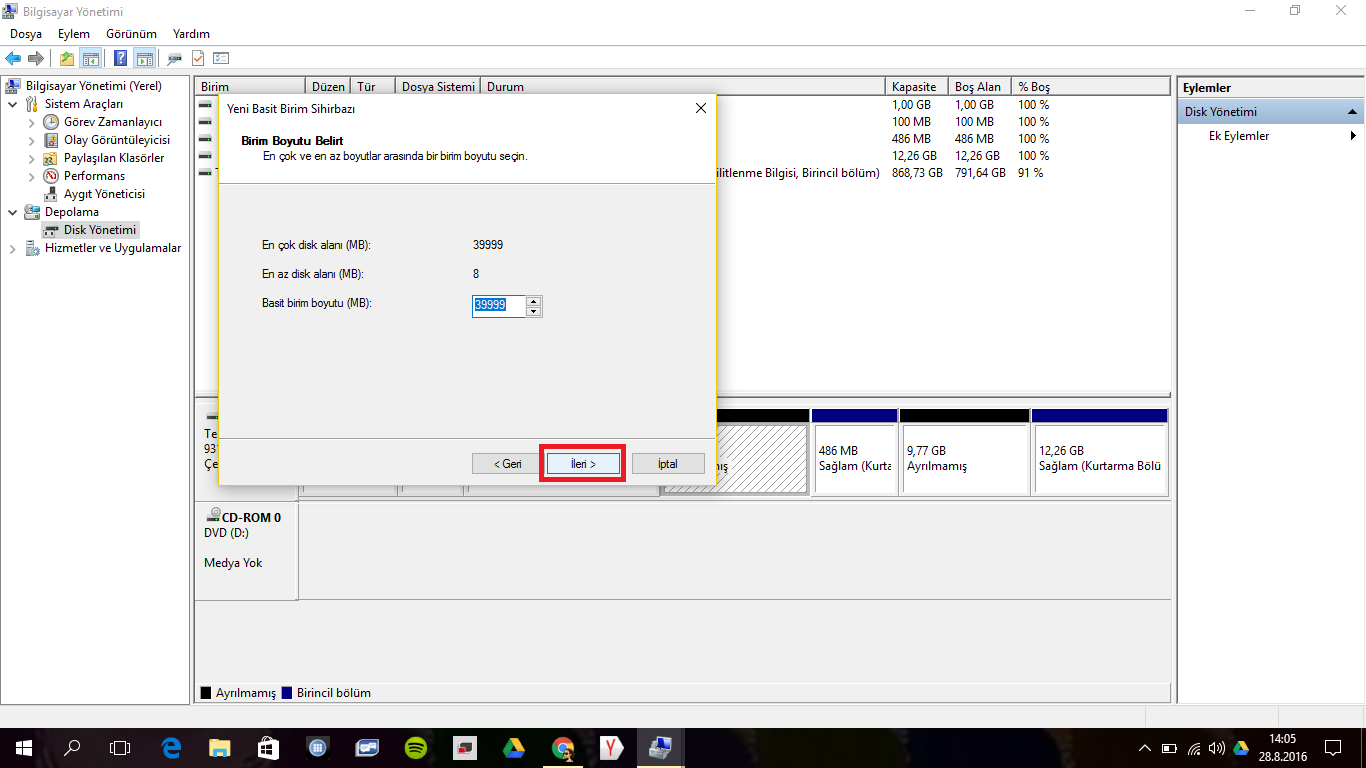 Bilgisayar Yönetimi
Dosya Eylem Görünüm Yardım
Bilgisayar Yönetimi (Yerel)
Sistem Araçları
Görev Zamanlayıcı
Olay Görüntüleyicisi
Paylaşılan Klasörler
Performans
Aygıt Yöneticisi
Depolama
Disk Yönetimi
Hizmetler ve Uygulamalar
Birim Düzen Tür Dosya Sistemi Durum Kapasite Boş Alan % Boş
1,00 GB 1,00 GB 100 %
100 MB 100 MB 100 %
486 MB 486 MB 100 %
12,26 GB 12,26 GB 100 %
ilitlenme Bilgisi, Birincil bölüm) 868,73 GB 791,64 GB 91 %
Yeni Basit Birim Sihirbazı
Birim Boyutu Belirt
En çok ve en az boyutlar arasında bir birim boyutu seçin.
En çok disk alanı (MB): 39999
En az disk alanı (MB): 8
Basit birim boyutu (MB): 39999
< Geri İleri > İptal
Te
93
Çe
486 MB
Sağlam (Kurta
9,77 GB
Ayrılmamış
12,26 GB
Sağlam (Kurtarma Bölü
CD-ROM 0
DVD (D:)
Medya Yok
Ayrılmamış Birincil bölüm
Eylemler
Disk Yönetimi
Ek Eylemler
14:05
28.8.2016